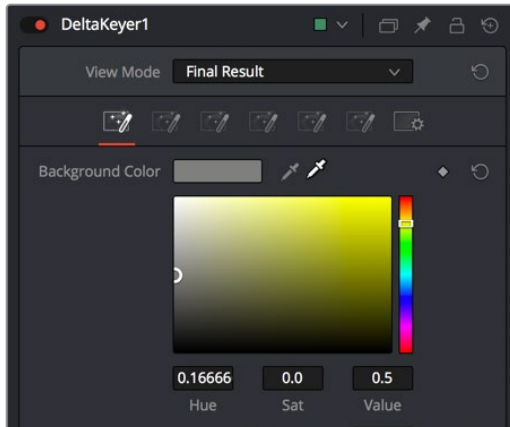 DeltaKeyer1
View Mode Final Result
Background Color
0.16666 0.0 0.5
Hue Sat Value